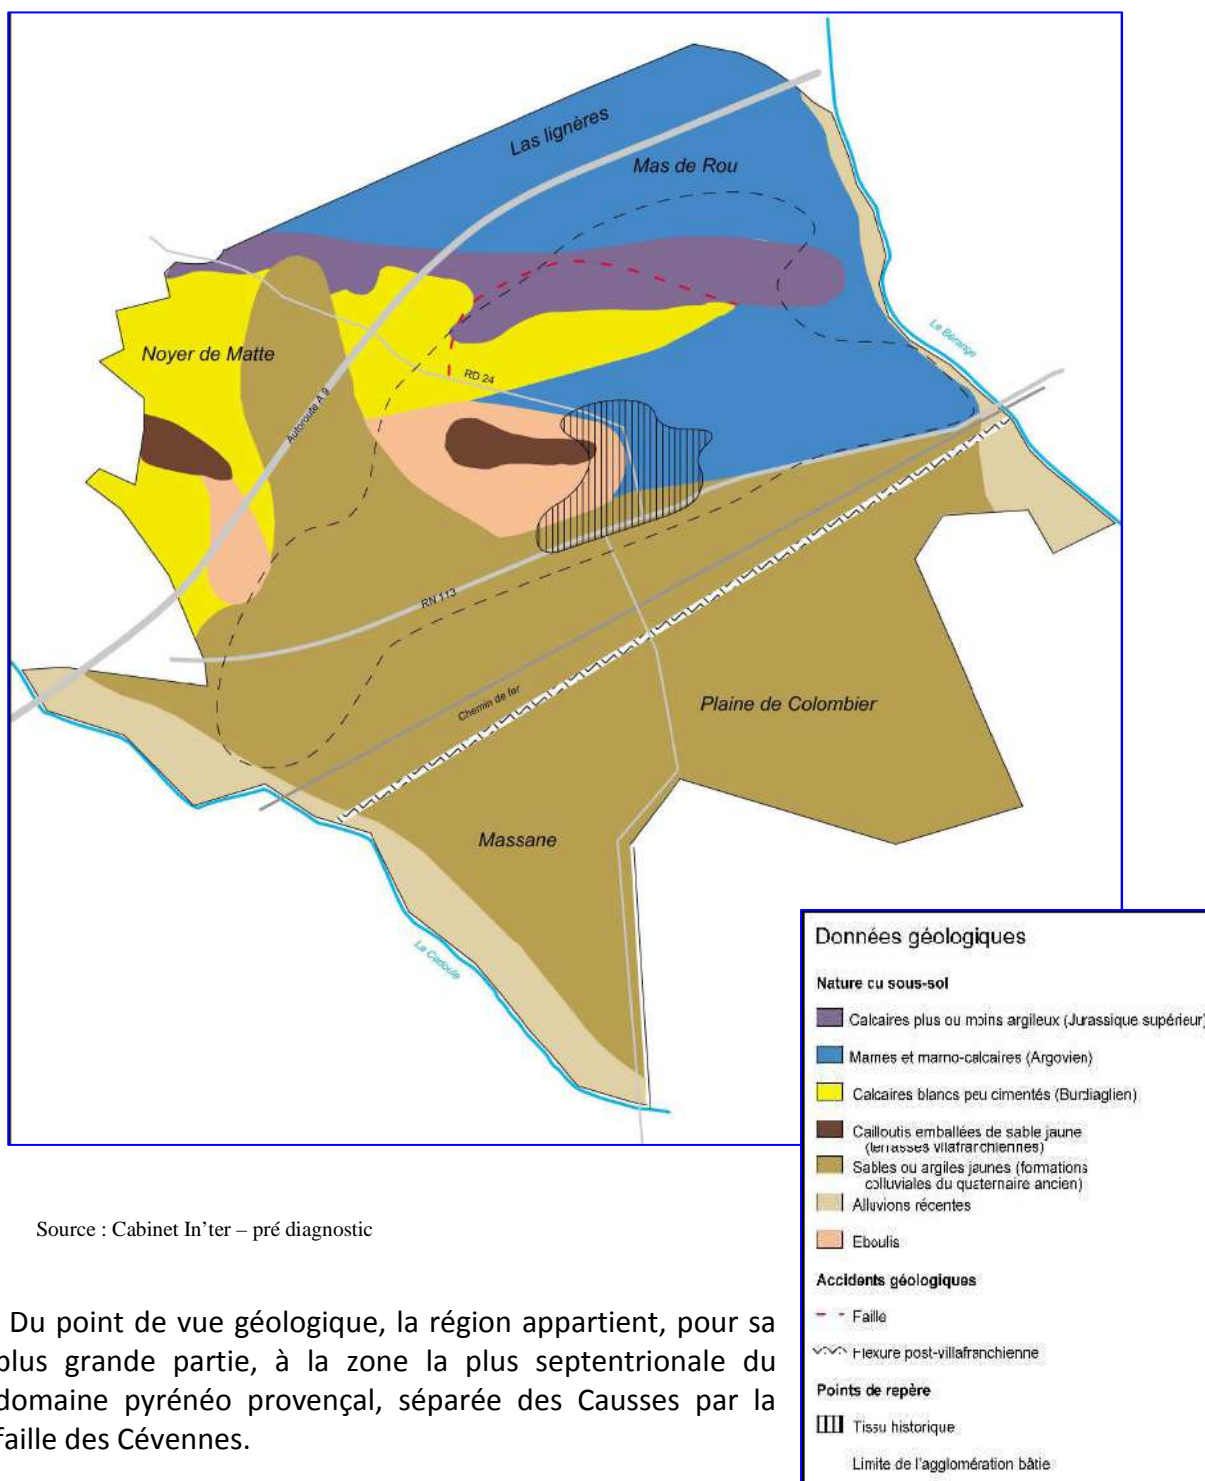 Las lignères
Mas de Rou
Le Bérange
Noyer de Matte
RD 24
Autoroute A 9
RN 113
Chemin de fer
Plaine de Colombier
Massane
La Cadoule
Données géologiques
Nature cu sous-sol
Calcaires plus ou moins argileux (Jurassique supérieur)
Marnes et marno-calcaires (Argovien)
Calcaires blancs peu cimentés (Burdiaglien)
Cailloutis emballées de sable jaune
(terrasses vilafranchiennes)
Sables ou argiles jaunes (formations
colluviales du quaternaire ancien)
Alluvions récentes
Eboulis
Accidents géologiques
Faille
Flexure post-villafranchienne
Points de repère
Tissu historique
Limite de l'agglomération bâtie
Source : Cabinet In’ter – pré diagnostic
Du point de vue géologique, la région appartient, pour sa
plus grande partie, à la zone la plus septentrionale du
domaine pyrénéo provençal, séparée des Causses par la
faille des Cévennes.